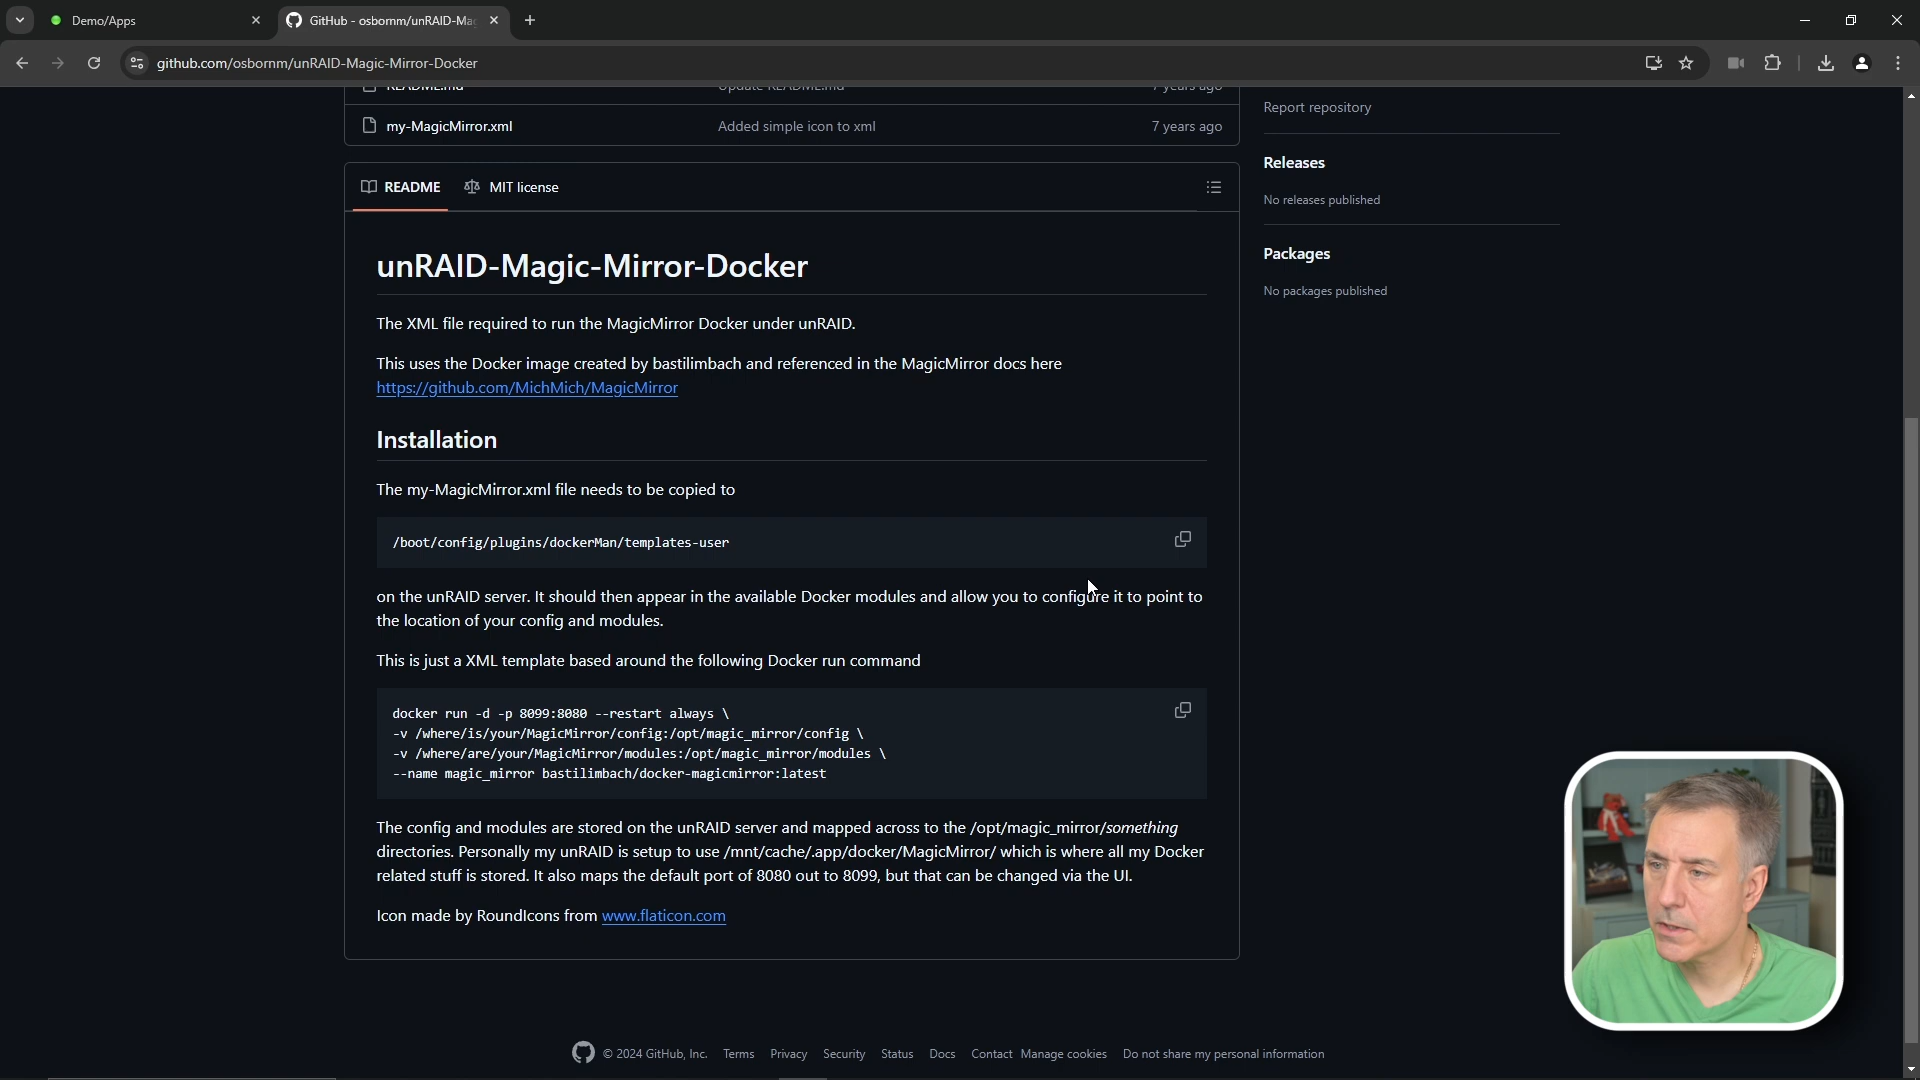 Demo/Apps
GitHub - osbornm/unRAID-Ma
github.com/osbornm/unRAID-Magic-Mirror-Docker
README.md Update README.md 7 years ago
my-MagicMirror.xml Added simple icon to xml 7 years ago
README MIT license
unRAID-Magic-Mirror-Docker
The XML file required to run the MagicMirror Docker under unRAID.
This uses the Docker image created by bastilimbach and referenced in the MagicMirror docs here
https://github.com/MichMich/MagicMirror
Installation
The my-MagicMirror.xml file needs to be copied to
/boot/config/plugins/dockerMan/templates-user
on the unRAID server. It should then appear in the available Docker modules and allow you to configure it to point to
the location of your config and modules.
This is just a XML template based around the following Docker run command
docker run -d -p 8099:8080 --restart always \
-v /where/is/your/MagicMirror/config:/opt/magic_mirror/config \
-v /where/are/your/MagicMirror/modules:/opt/magic_mirror/modules \
--name magic_mirror bastilimbach/docker-magicmirror:latest
The config and modules are stored on the unRAID server and mapped across to the /opt/magic_mirror/something
directories. Personally my unRAID is setup to use /mnt/cache/.app/docker/MagicMirror/ which is where all my Docker
related stuff is stored. It also maps the default port of 8080 out to 8099, but that can be changed via the UI.
Icon made by RoundIcons from www.flaticon.com
Report repository
Releases
No releases published
Packages
No packages published
© 2024 GitHub, Inc. Terms Privacy Security Status Docs Contact Manage cookies Do not share my personal information